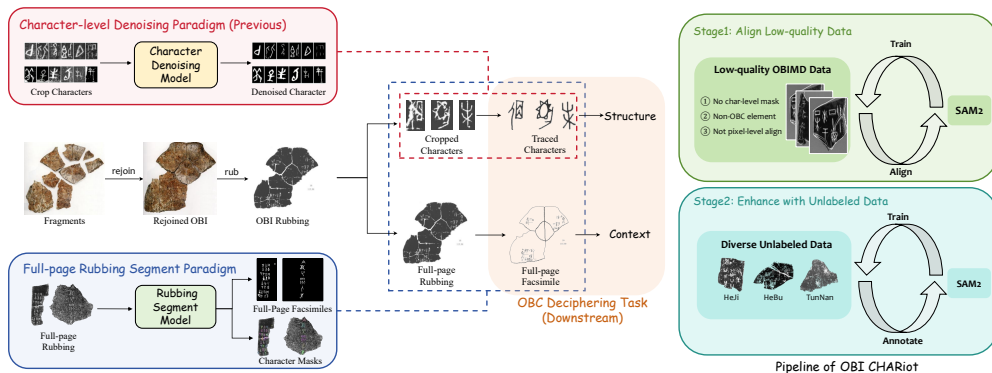 Character-level Denoising Paradigm (Previous)
Crop Characters
Character
Denoising
Model
Denoised Character
Fragments
rejoin
Rejoined OBI
rub
OBI Rubbing
Cropped
Characters
Traced
Characters
Structure
Full-page
Rubbing
Full-page
Facsimile
Context
OBC Deciphering Task
(Downstream)
Full-page Rubbing Segment Paradigm
Full-page
Rubbing
Rubbing
Segment
Model
Full-Page Facsimiles
Character Masks
Stage1: Align Low-quality Data
Low-quality OBIMD Data
① No char-level mask
② Non-OBC element
③ Not pixel-level align
Train
SAM2
Align
Stage2: Enhance with Unlabeled Data
Diverse Unlabeled Data
HeJi
HeBu
TunNan
Train
SAM2
Annotate
Pipeline of OBI CHARiot